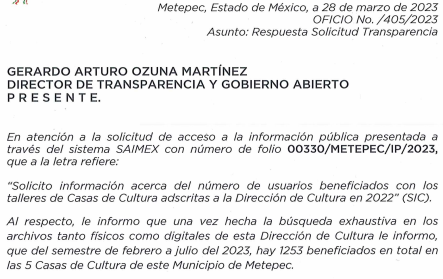 Metepec, Estado de México, a 28 de marzo de 2023
OFICIO No. /405/2023
Asunto: Respuesta Solicitud Transparencia
GERARDO ARTURO OZUNA MARTÍNEZ
DIRECTOR DE TRANSPARENCIA Y GOBIERNO ABIERTO
P R E S E N T E.
En atención a la solicitud de acceso a la información pública presentada a
través del sistema SAIMEX con número de folio 00330/METEPEC/IP/2023,
que a la letra refiere:
"Solicito información acerca del número de usuarios beneficiados con los
talleres de Casas de Cultura adscritas a la Dirección de Cultura en 2022" (SIC).
Al respecto, le informo que una vez hecha la búsqueda exhaustiva en los
archivos tanto físicos como digitales de esta Dirección de Cultura le informo,
que del semestre de febrero a julio del 2023, hay 1253 beneficiados en total en
las 5 Casas de Cultura de este Municipio de Metepec.